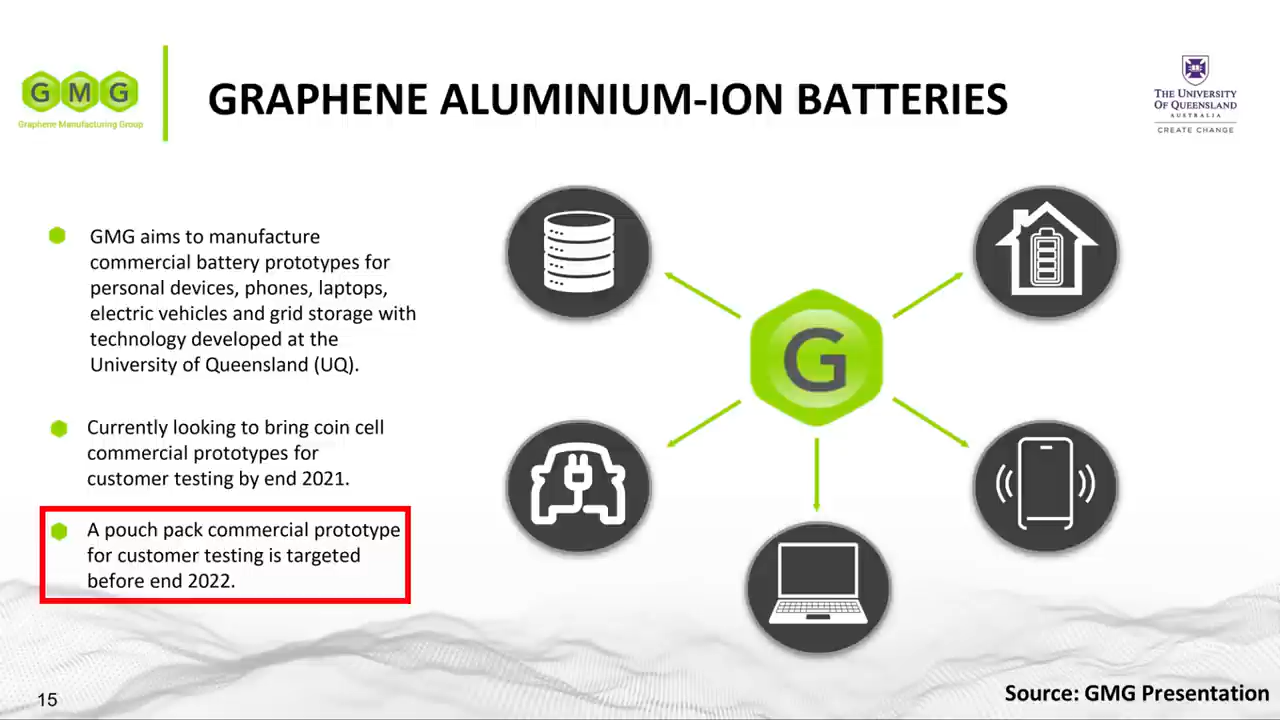 GMG
Graphene Manufacturing Group
GRAPHENE ALUMINIUM-ION BATTERIES
THE UNIVERSITY
OF QUEENSLAND
AUSTRALIA
CREATE CHANGE
GMG aims to manufacture
commercial battery prototypes for
personal devices, phones, laptops,
electric vehicles and grid storage with
technology developed at the
University of Queensland (UQ).
Currently looking to bring coin cell
commercial prototypes for
customer testing by end 2021.
A pouch pack commercial prototype
for customer testing is targeted
before end 2022.
G
15
Source: GMG Presentation